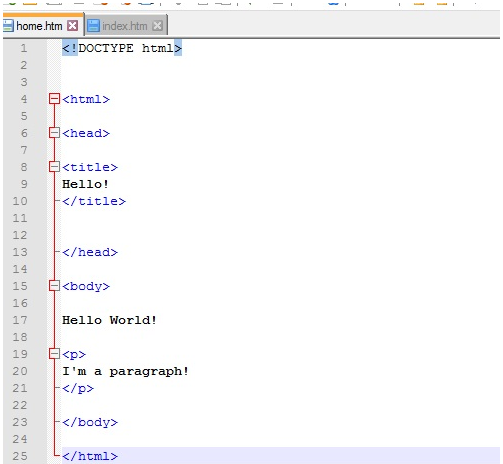 home.htm index.htm
1 <!DOCTYPE html>
2
3
4 <html>
5
6 <head>
7
8 <title>
9 Hello!
10 </title>
11
12
13 </head>
14
15 <body>
16
17 Hello World!
18
19 <p>
20 I'm a paragraph!
21 </p>
22
23 </body>
24
25 </html>